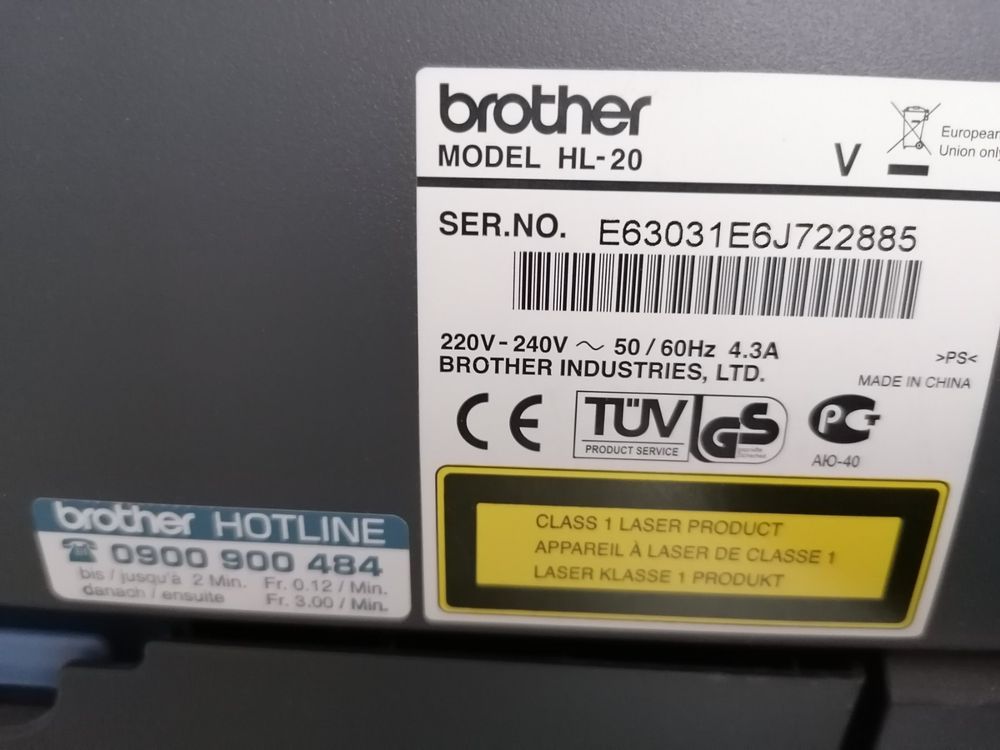 brother
MODEL HL-20
V
European
Union only
SER.NO. E63031E6J722885
220V-240V ~ 50/60Hz 4.3A
BROTHER INDUSTRIES, LTD.
>PS<
MADE IN CHINA
CE
TÜV
PRODUCT SERVICE
GS
geprüfte
Sicherheit
PCT
АЮ-40
CLASS 1 LASER PRODUCT
APPAREIL À LASER DE CLASSE 1
LASER KLASSE 1 PRODUKT
brother HOTLINE
0900 900 484
bis / jusqu'à 2 Min. Fr. 0.12 / Min.
danach / ensuite Fr. 3.00 / Min.